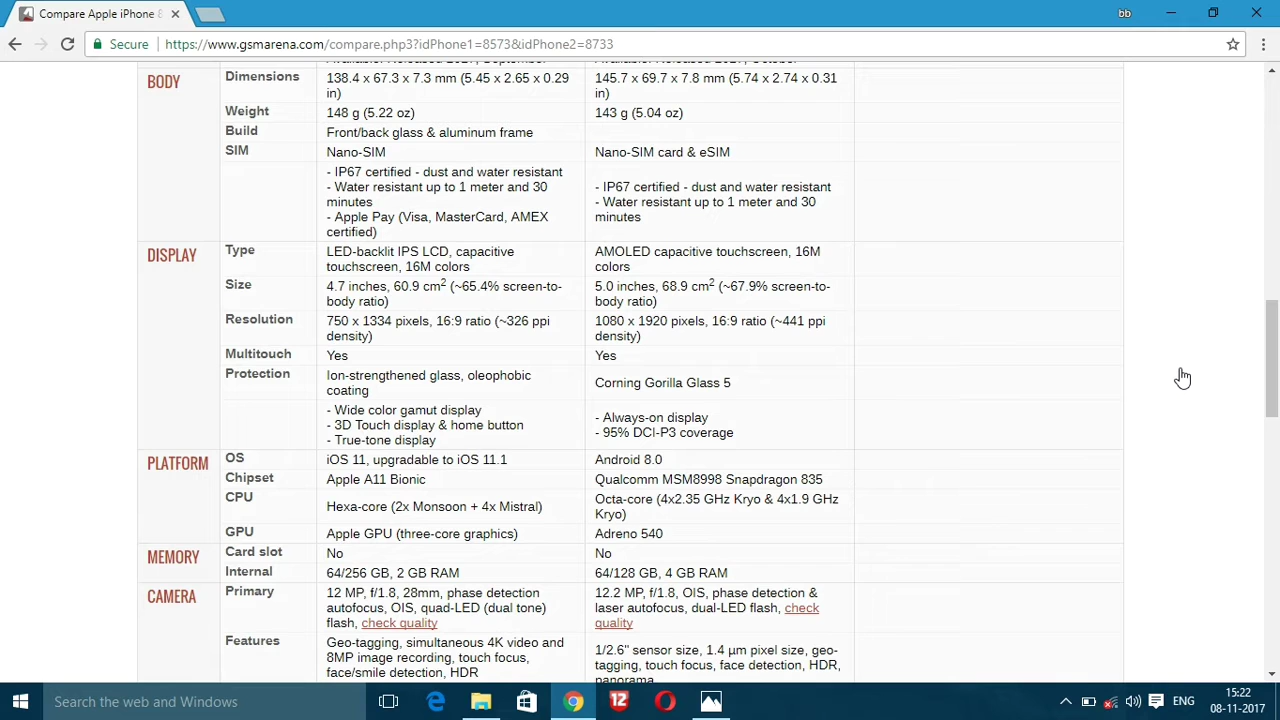 Compare Apple iPhone 8
bb
Secure
https://www.gsmarena.com/compare.php3?idPhone1=8573&idPhone2=8733
BODY
Dimensions
138.4 x 67.3 x 7.3 mm (5.45 x 2.65 x 0.29
in)
145.7 x 69.7 x 7.8 mm (5.74 x 2.74 x 0.31
in)
Weight
148 g (5.22 oz)
143 g (5.04 oz)
Build
Front/back glass & aluminum frame
SIM
Nano-SIM
Nano-SIM card & eSIM
- IP67 certified - dust and water resistant
- Water resistant up to 1 meter and 30
minutes
- Apple Pay (Visa, MasterCard, AMEX
certified)
- IP67 certified - dust and water resistant
- Water resistant up to 1 meter and 30
minutes
DISPLAY
Type
LED-backlit IPS LCD, capacitive
touchscreen, 16M colors
AMOLED capacitive touchscreen, 16M
colors
Size
4.7 inches, 60.9 cm2 (~65.4% screen-to-
body ratio)
5.0 inches, 68.9 cm2 (~67.9% screen-to-
body ratio)
Resolution
750 x 1334 pixels, 16:9 ratio (~326 ppi
density)
1080 x 1920 pixels, 16:9 ratio (~441 ppi
density)
Multitouch
Yes
Yes
Protection
Ion-strengthened glass, oleophobic
coating
Corning Gorilla Glass 5
- Wide color gamut display
- 3D Touch display & home button
- True-tone display
- Always-on display
- 95% DCI-P3 coverage
PLATFORM
OS
iOS 11, upgradable to iOS 11.1
Android 8.0
Chipset
Apple A11 Bionic
Qualcomm MSM8998 Snapdragon 835
CPU
Hexa-core (2x Monsoon + 4x Mistral)
Octa-core (4x2.35 GHz Kryo & 4x1.9 GHz
Kryo)
GPU
Apple GPU (three-core graphics)
Adreno 540
MEMORY
Card slot
No
No
Internal
64/256 GB, 2 GB RAM
64/128 GB, 4 GB RAM
CAMERA
Primary
12 MP, f/1.8, 28mm, phase detection
autofocus, OIS, quad-LED (dual tone)
flash, check quality
12.2 MP, f/1.8, OIS, phase detection &
laser autofocus, dual-LED flash, check
quality
Features
Geo-tagging, simultaneous 4K video and
8MP image recording, touch focus,
face/smile detection, HDR
1/2.6" sensor size, 1.4 μm pixel size, geo-
tagging, touch focus, face detection, HDR,
panorama
Search the web and Windows
12
ENG
15:22
08-11-2017